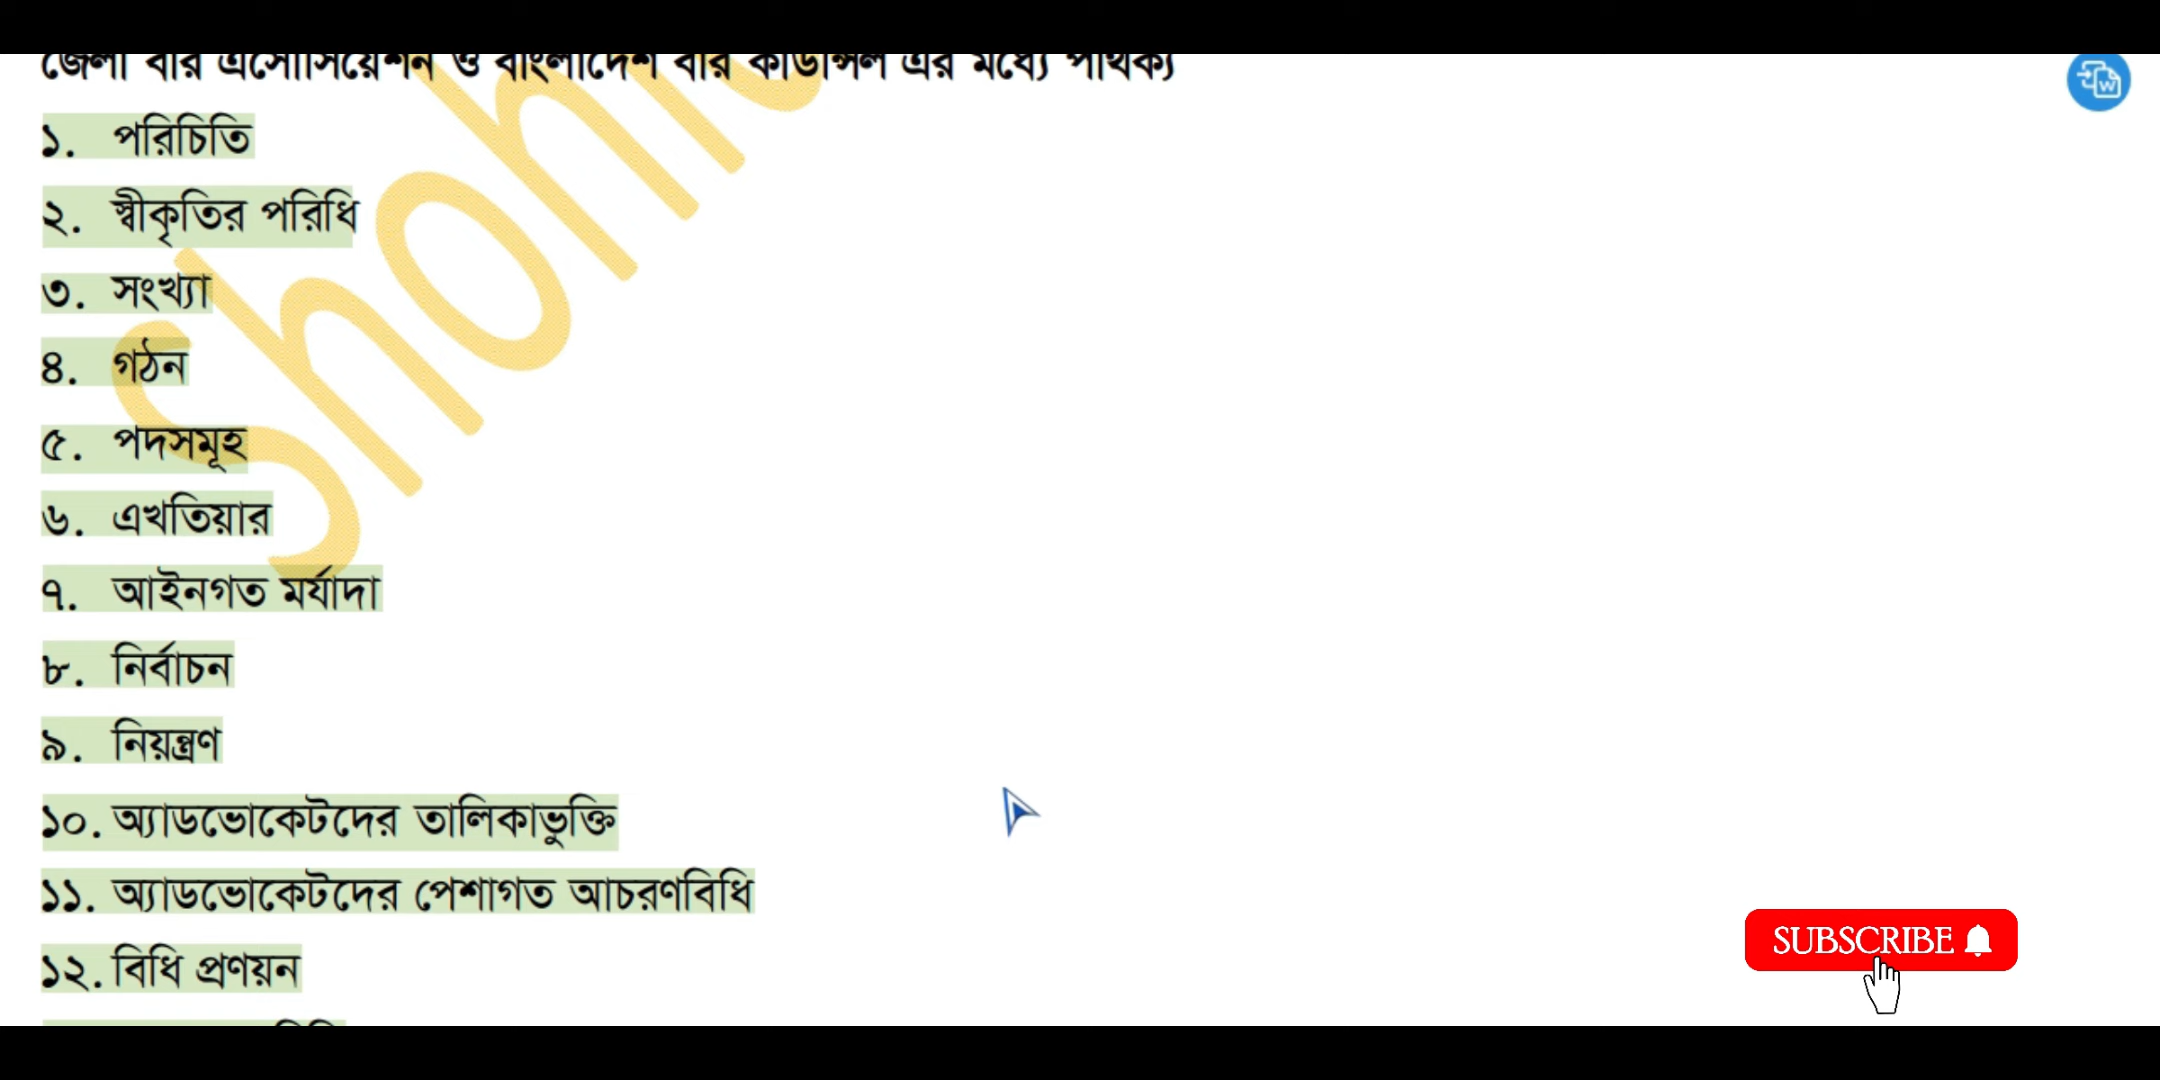 জেলা বার এসোসিয়েশন ও বাংলাদেশ বার কাউন্সিল এর মধ্যে পার্থক্য
১. পরিচিতি
২. স্বীকৃতির পরিধি
৩. সংখ্যা
৪. গঠন
৫. পদসমূহ
৬. এখতিয়ার
৭. আইনগত মর্যাদা
৮. নির্বাচন
৯. নিয়ন্ত্রণ
১০. অ্যাডভোকেটদের তালিকাভুক্তি
১১. অ্যাডভোকেটদের পেশাগত আচরণবিধি
১২. বিধি প্রণয়ন
SUBSCRIBE